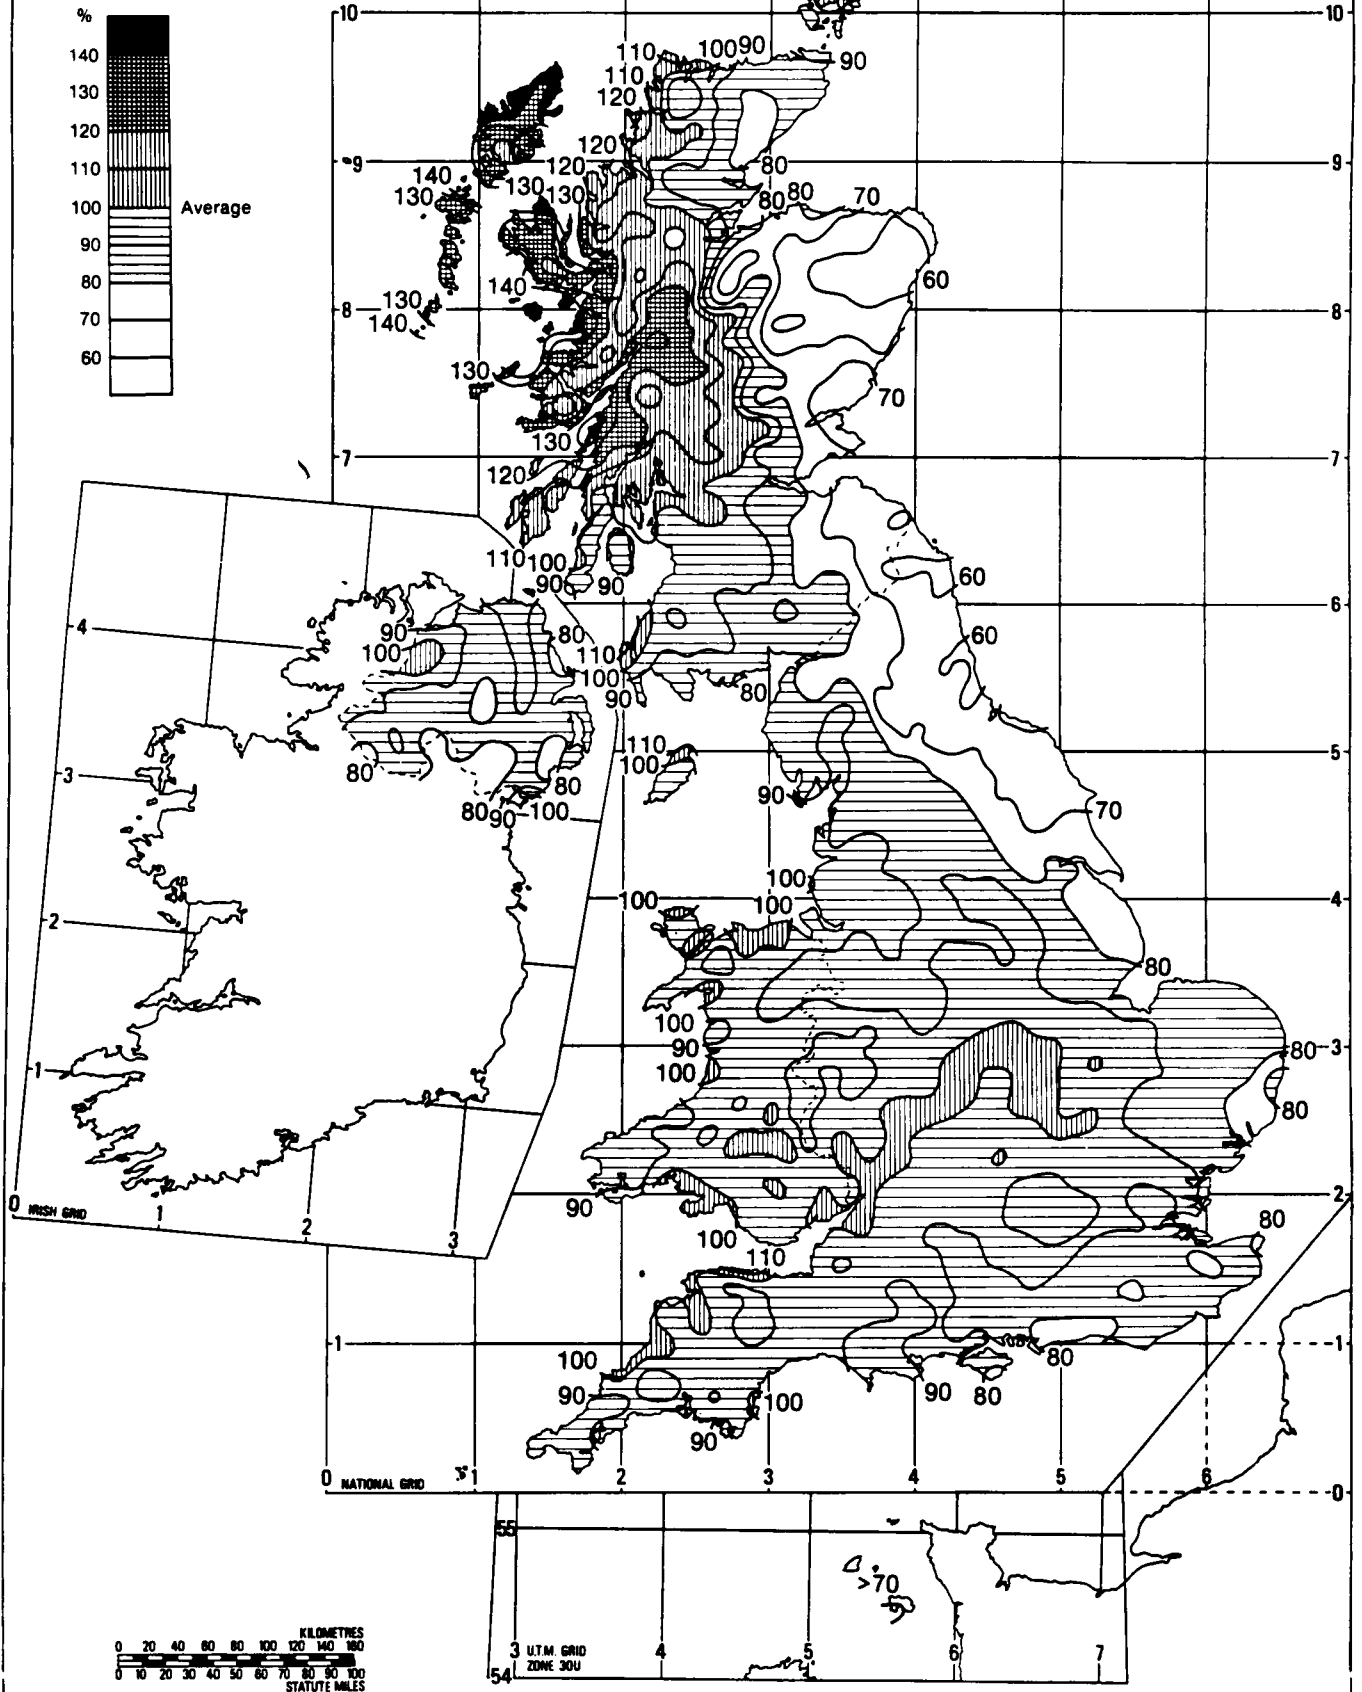 %
140
130
120
110
100 Average
90
80
70
60
10 10
110 100 90 90
110
120
120
9 9
140 120 80
130 130 130 80 80 70
140 60
130 8 8
140
130 70
130
7 7
120
110 100 60
90 90
4 90 80 6 6
100 110 60
100
90 80
3 80 110 5 5
100
80 90 100 80 90 70
100
2 100 100 4 4
80
100
1 90 80 3
100 80
0 IRISH GRID 1 2 3 90 2
100 80
110
1 1
100 80
90 100 90 80
90
0 NATIONAL GRID 1 2 3 4 5 6 0
55
>70
KILOMETRES
0 20 40 60 80 100 120 140 160
0 10 20 30 40 50 60 70 80 90 100
STATUTE MILES
3 U.T.M. GRID 4 5 6 7
ZONE 30U
54